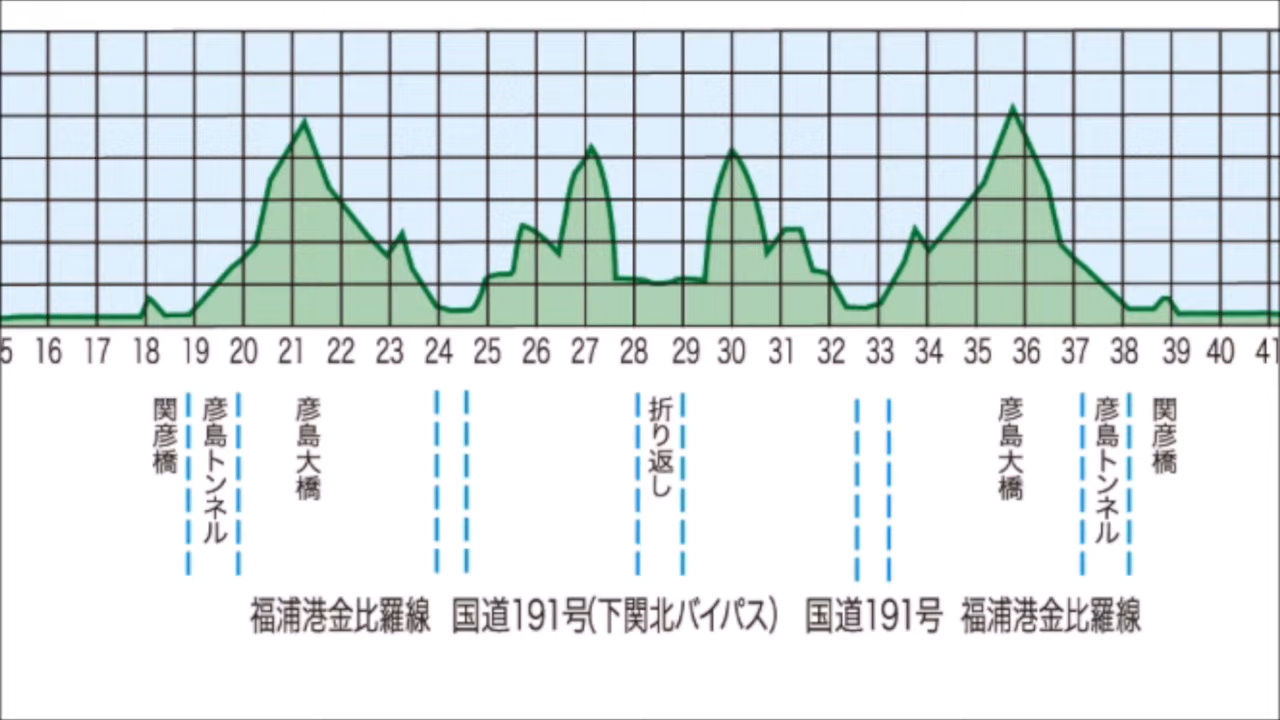 5 16 17 18 19 20 21 22 23 24 25 26 27 28 29 30 31 32 33 34 35 36 37 38 39 40 41
関彦橋
彦島トンネル
彦島大橋
折り返し
彦島大橋
彦島トンネル
関彦橋
福浦港金比羅線 国道191号(下関北バイパス) 国道191号 福浦港金比羅線